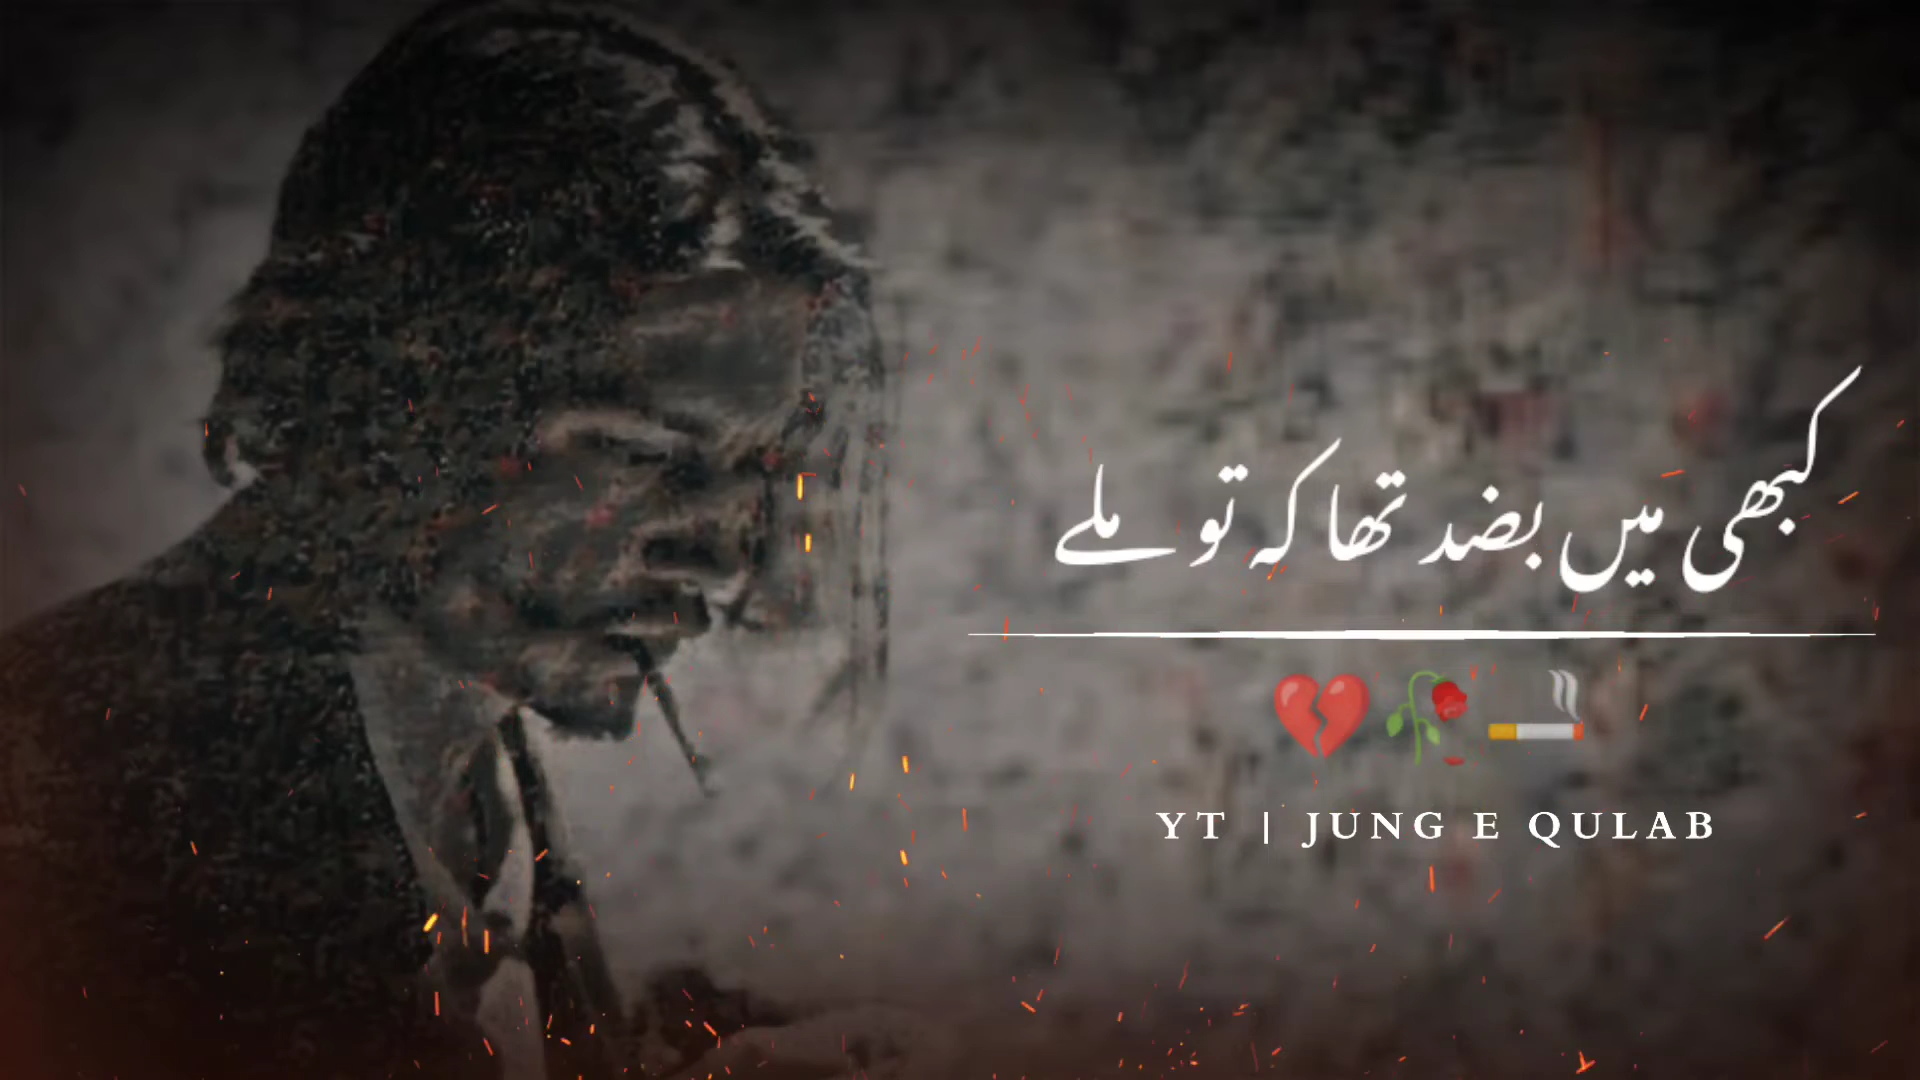 کبھی میں بضد تھا کہ تو ملے
💔🥀🚬
YT | JUNG E QULAB